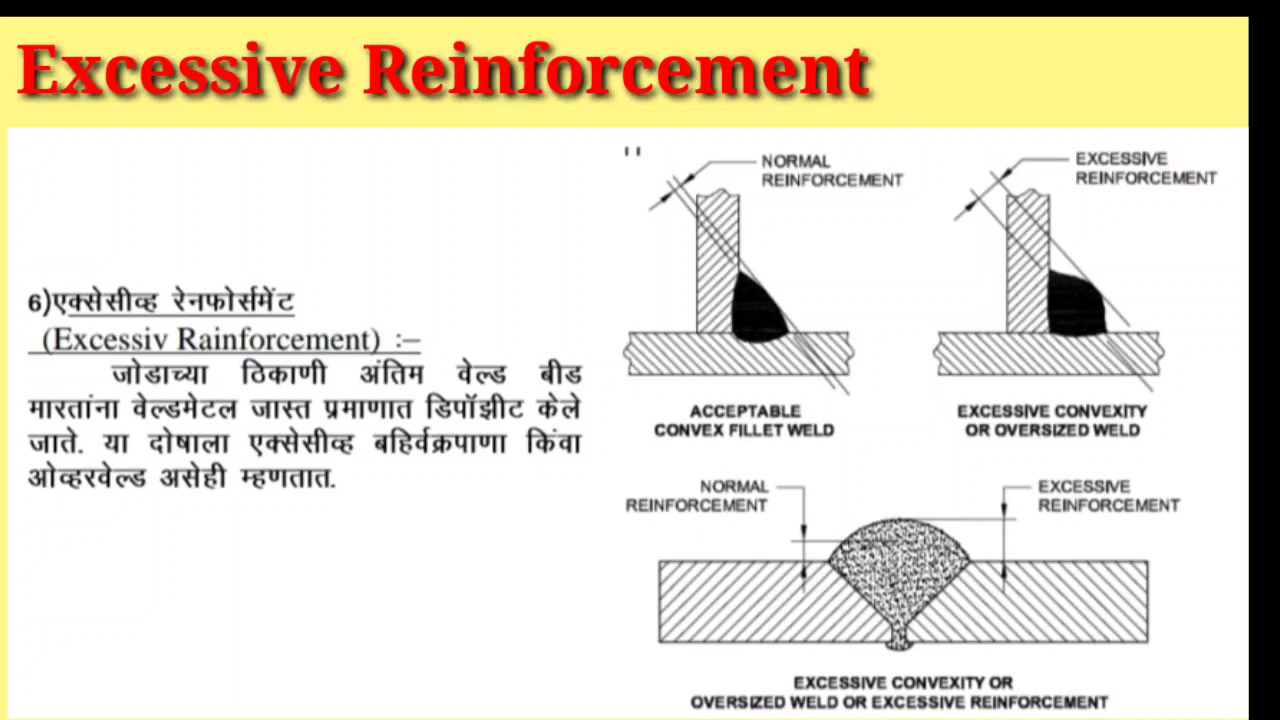 Excessive Reinforcement
6)एक्सेसीव्ह रेनफोर्समेंट
(Excessiv Rainforcement) :–
जोडाच्या ठिकाणी अंतिम वेल्ड बीड
मारतांना वेल्डमेटल जास्त प्रमाणात डिपॉझीट केले
जाते. या दोषाला एक्सेसीव्ह बहिर्वक्रपाणा किंवा
ओव्हरवेल्ड असेही म्हणतात.
NORMAL
REINFORCEMENT
EXCESSIVE
REINFORCEMENT
ACCEPTABLE
CONVEX FILLET WELD
EXCESSIVE CONVEXITY
OR OVERSIZED WELD
NORMAL
REINFORCEMENT
EXCESSIVE
REINFORCEMENT
EXCESSIVE CONVEXITY OR
OVERSIZED WELD OR EXCESSIVE REINFORCEMENT